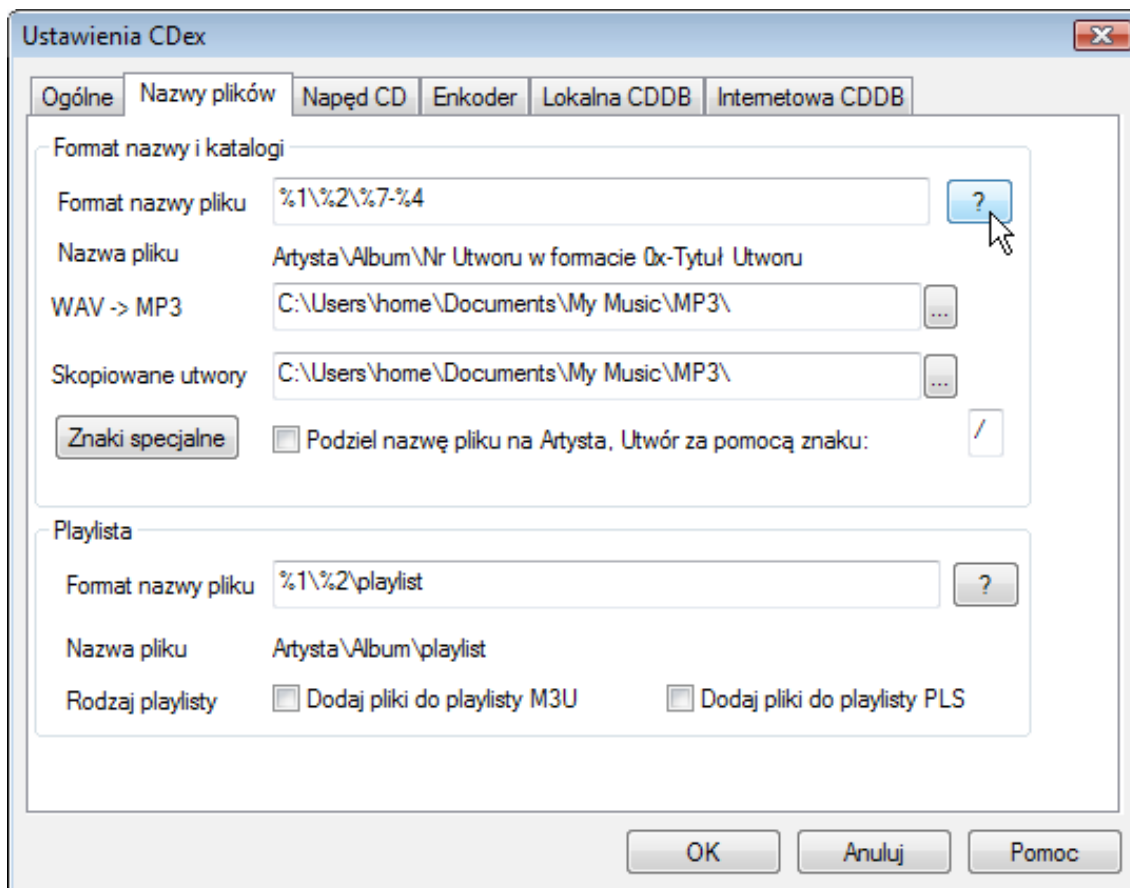 Ustawienia CDex
Ogólne Nazwy plików Napęd CD Enkoder Lokalna CDDB Internetowa CDDB
Format nazwy i katalogi
Format nazwy pliku %1\%2\%7-%4 ?
Nazwa pliku Artysta\Album\Nr Utworu w formacie 0x-Tytuł Utworu
WAV -> MP3 C:\Users\home\Documents\My Music\MP3\ ...
Skopiowane utwory C:\Users\home\Documents\My Music\MP3\ ...
Znaki specjalne Podziel nazwę pliku na Artysta, Utwór za pomocą znaku: /
Playlista
Format nazwy pliku %1\%2\playlist ?
Nazwa pliku Artysta\Album\playlist
Rodzaj playlisty Dodaj pliki do playlisty M3U Dodaj pliki do playlisty PLS
OK Anuluj Pomoc